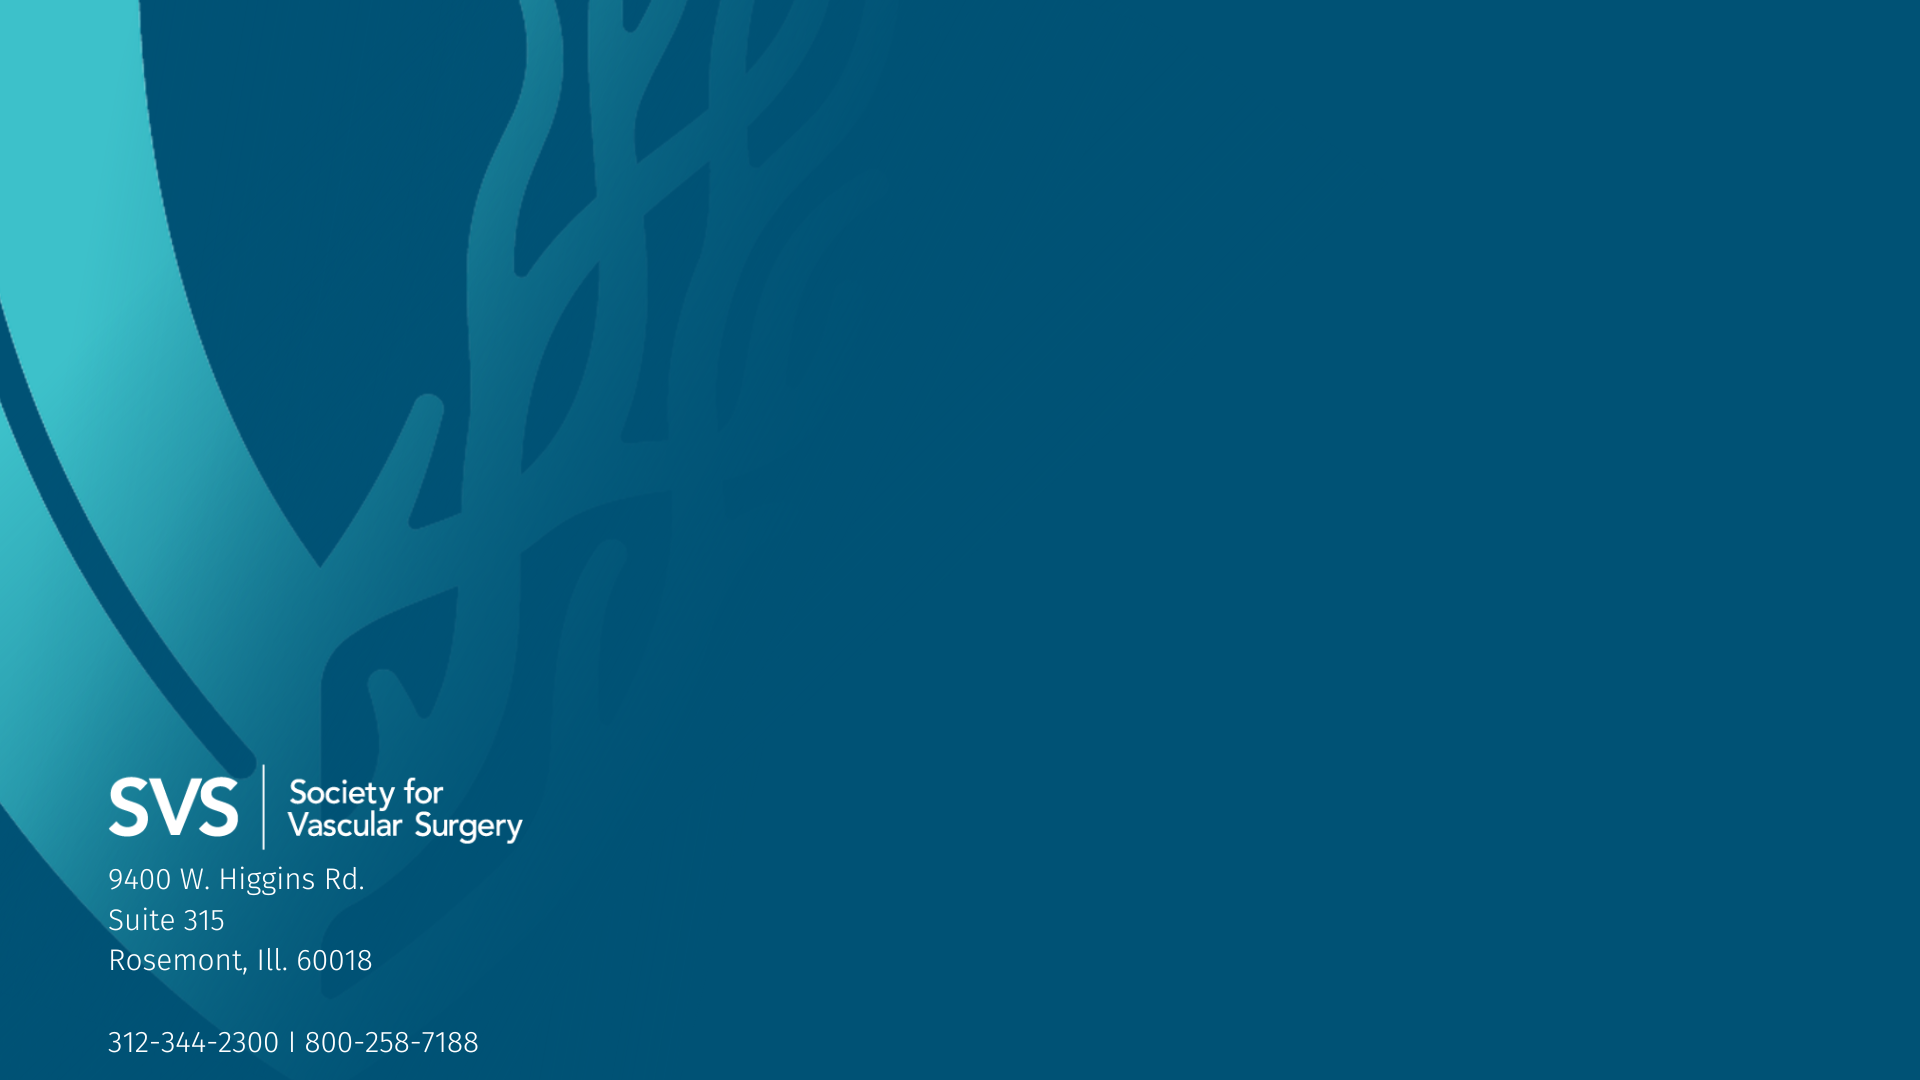 SVS
Society for
Vascular Surgery
9400 W. Higgins Rd.
Suite 315
Rosemont, Ill. 60018
312-344-2300 I 800-258-7188